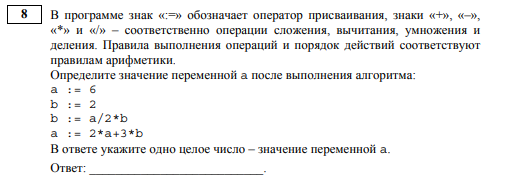 8
В программе знак «:=» обозначает оператор присваивания, знаки «+», «–»,
«*» и «/» – соответственно операции сложения, вычитания, умножения и
деления. Правила выполнения операций и порядок действий соответствуют
правилам арифметики.
Определите значение переменной a после выполнения алгоритма:
a := 6
b := 2
b := a/2*b
a := 2*a+3*b
В ответе укажите одно целое число – значение переменной a.
Ответ: ___________________________.